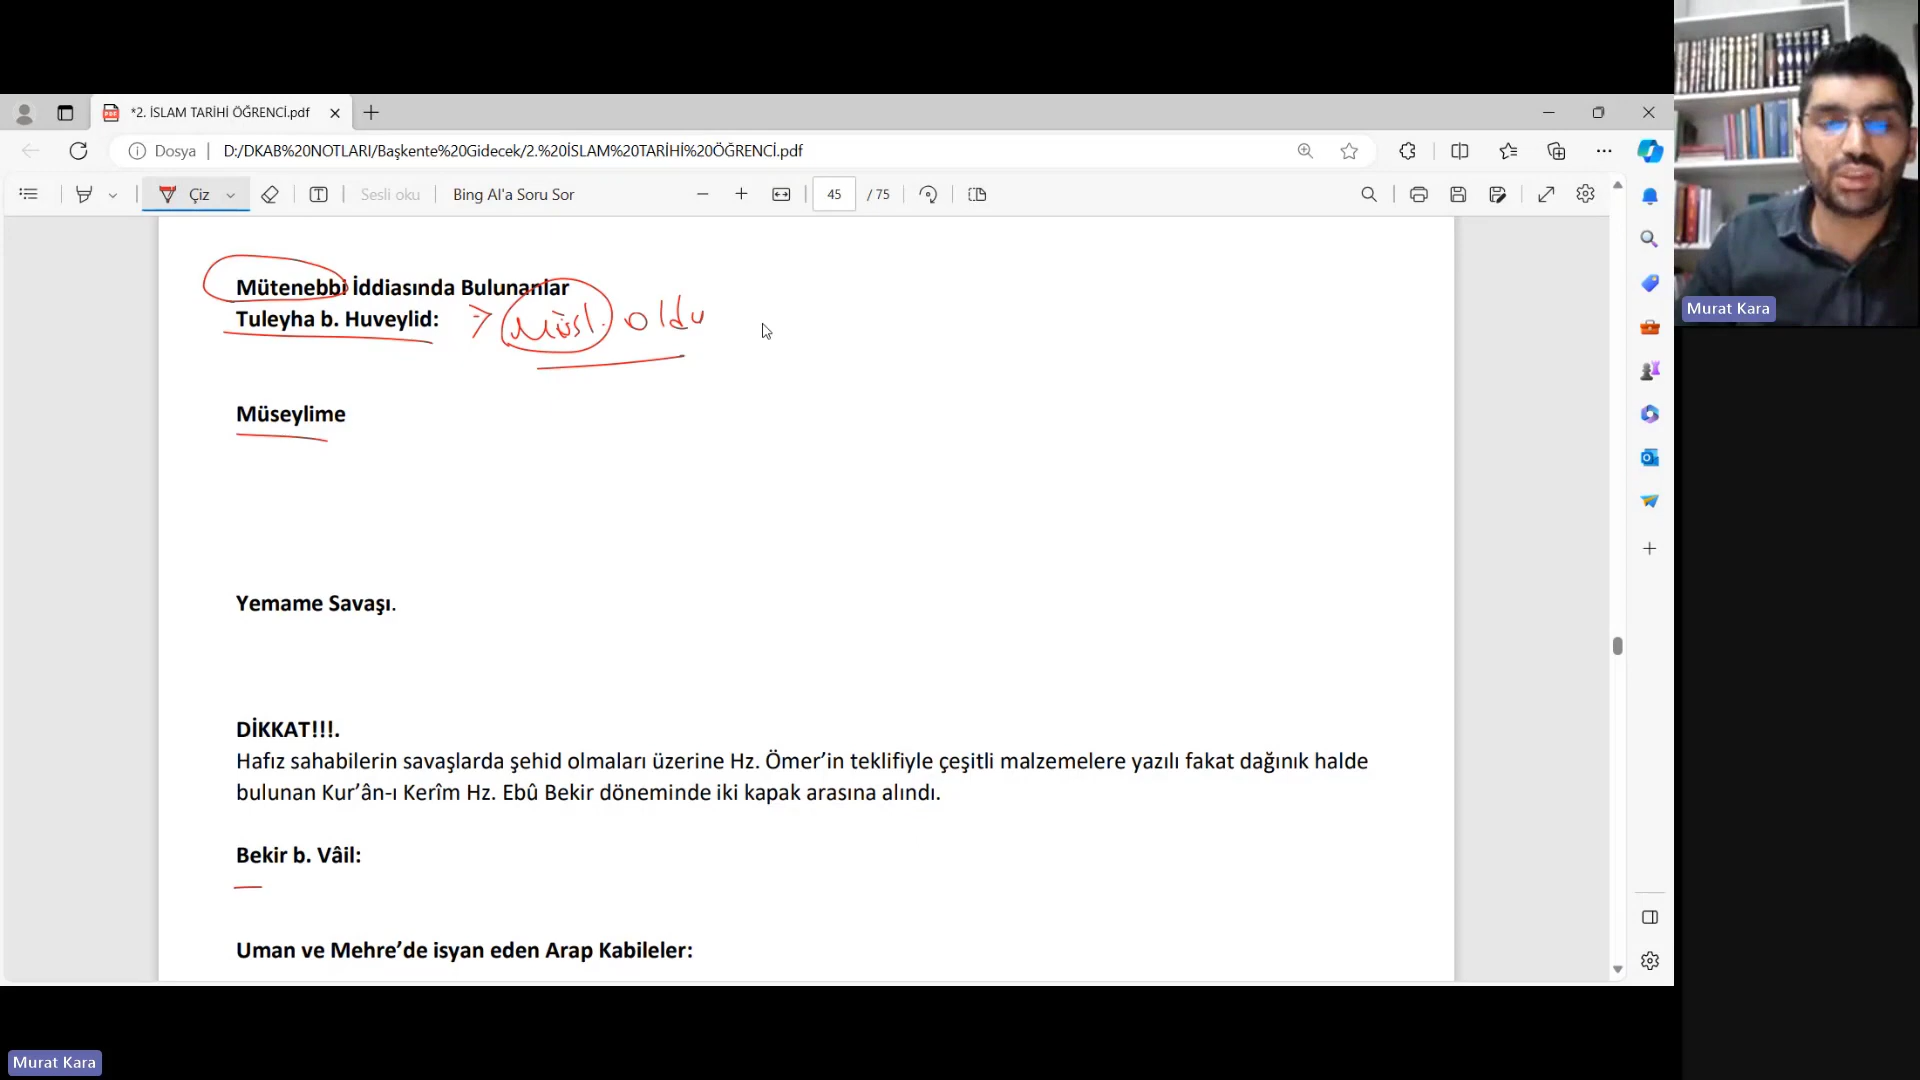 *2. İSLAM TARİHİ ÖĞRENCİ.pdf
Dosya
D:/DKAB%20NOTLARI/Başkente%20Gidecek/2.%20İSLAM%20TARİHİ%20ÖĞRENCİ.pdf
Çiz
Sesli oku
Bing AI'a Soru Sor
45 / 75
Mütenebbi İddiasında Bulunanlar
Tuleyha b. Huveylid: => Müsl. oldu
Müseylime
Yemame Savaşı.
DİKKAT!!!.
Hafız sahabilerin savaşlarda şehid olmaları üzerine Hz. Ömer’in teklifiyle çeşitli malzemelere yazılı fakat dağınık halde
bulunan Kur’ân-ı Kerîm Hz. Ebû Bekir döneminde iki kapak arasına alındı.
Bekir b. Vâil:
Uman ve Mehre’de isyan eden Arap Kabileler:
Murat Kara
Murat Kara